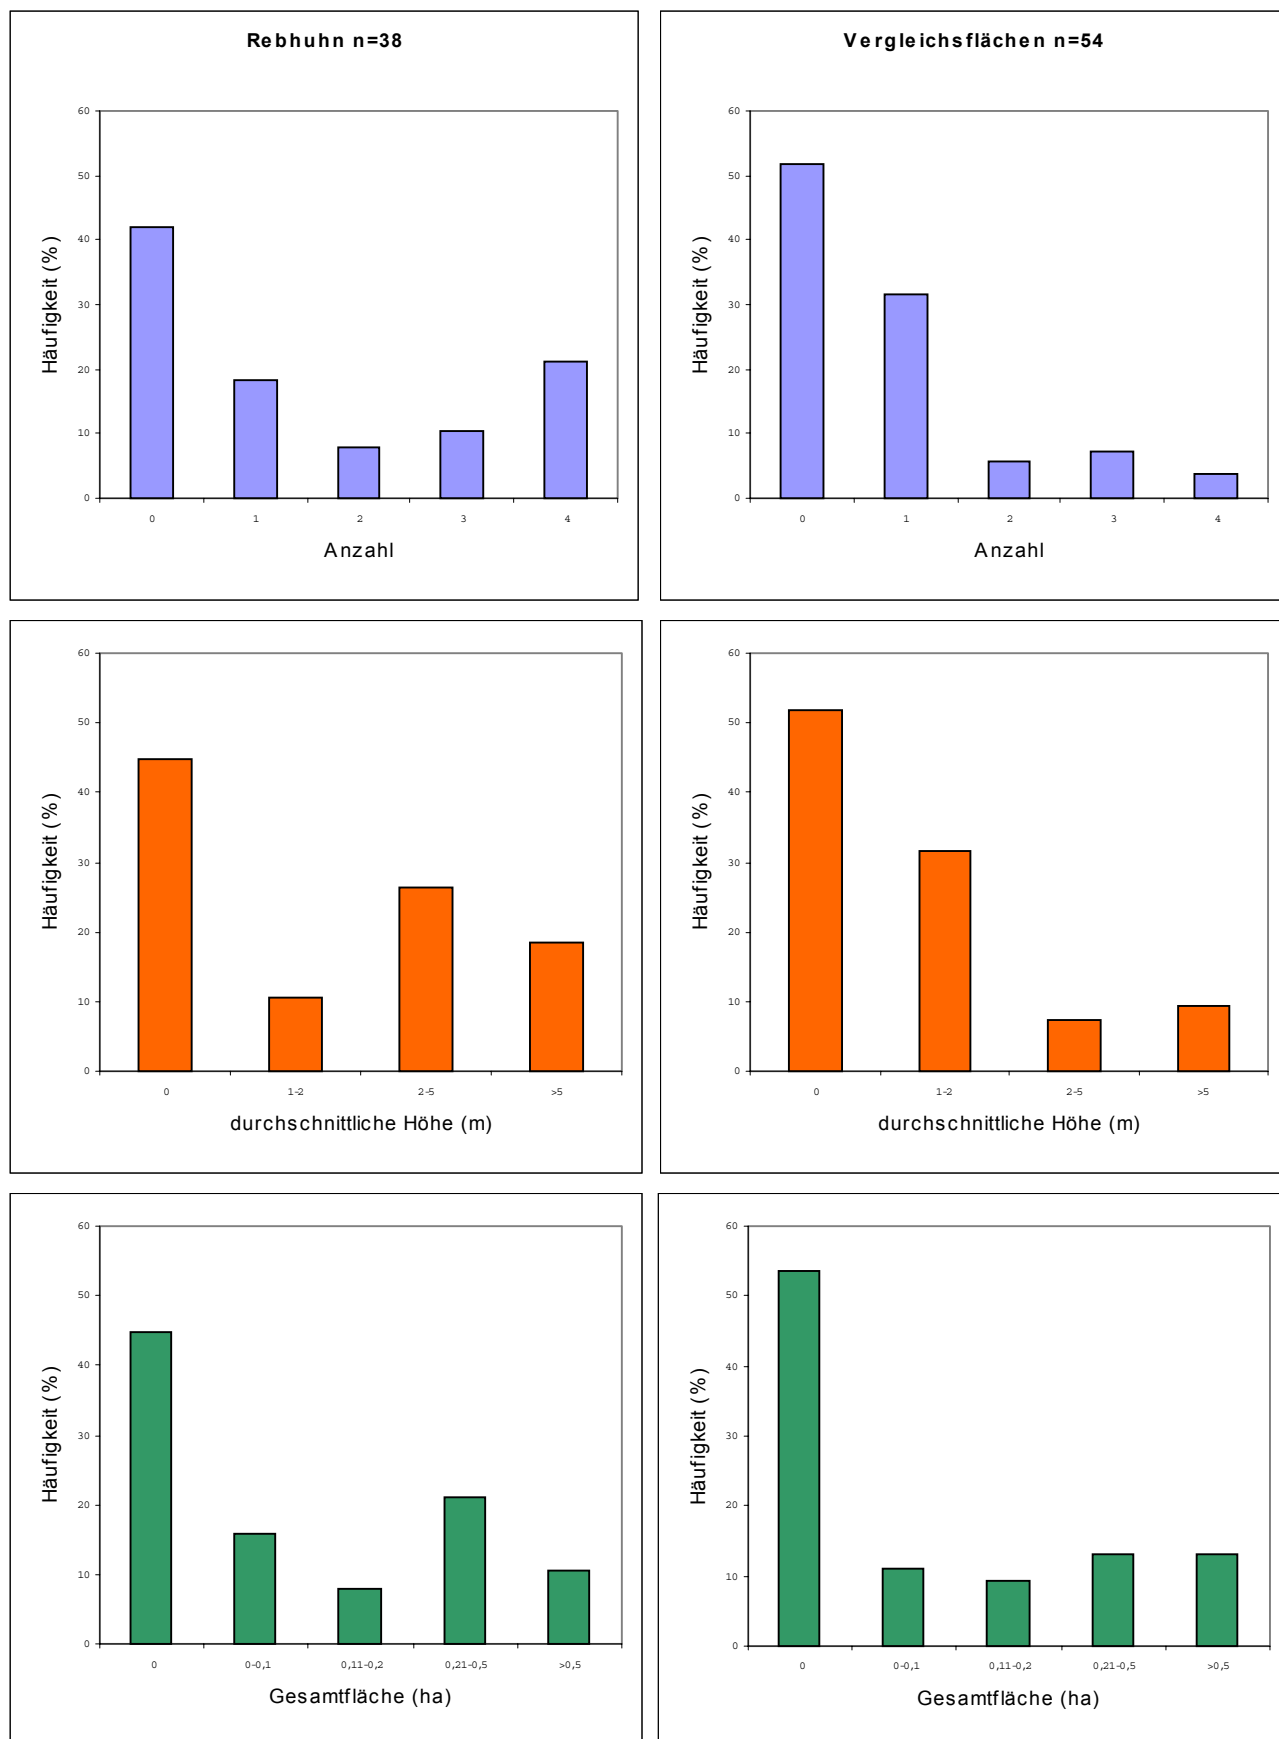 Rebhuhn n=38
60
50
40
30
20
10
0
Häufigkeit (%)
0 1 2 3 4
Anzahl
Vergleichsflächen n=54
60
50
40
30
20
10
0
Häufigkeit (%)
0 1 2 3 4
Anzahl
60
50
40
30
20
10
0
Häufigkeit (%)
0 1-2 2-5 >5
durchschnittliche Höhe (m)
60
50
40
30
20
10
0
Häufigkeit (%)
0 1-2 2-5 >5
durchschnittliche Höhe (m)
60
50
40
30
20
10
0
Häufigkeit (%)
0 0-0,1 0,11-0,2 0,21-0,5 >0,5
Gesamtfläche (ha)
60
50
40
30
20
10
0
Häufigkeit (%)
0 0-0,1 0,11-0,2 0,21-0,5 >0,5
Gesamtfläche (ha)